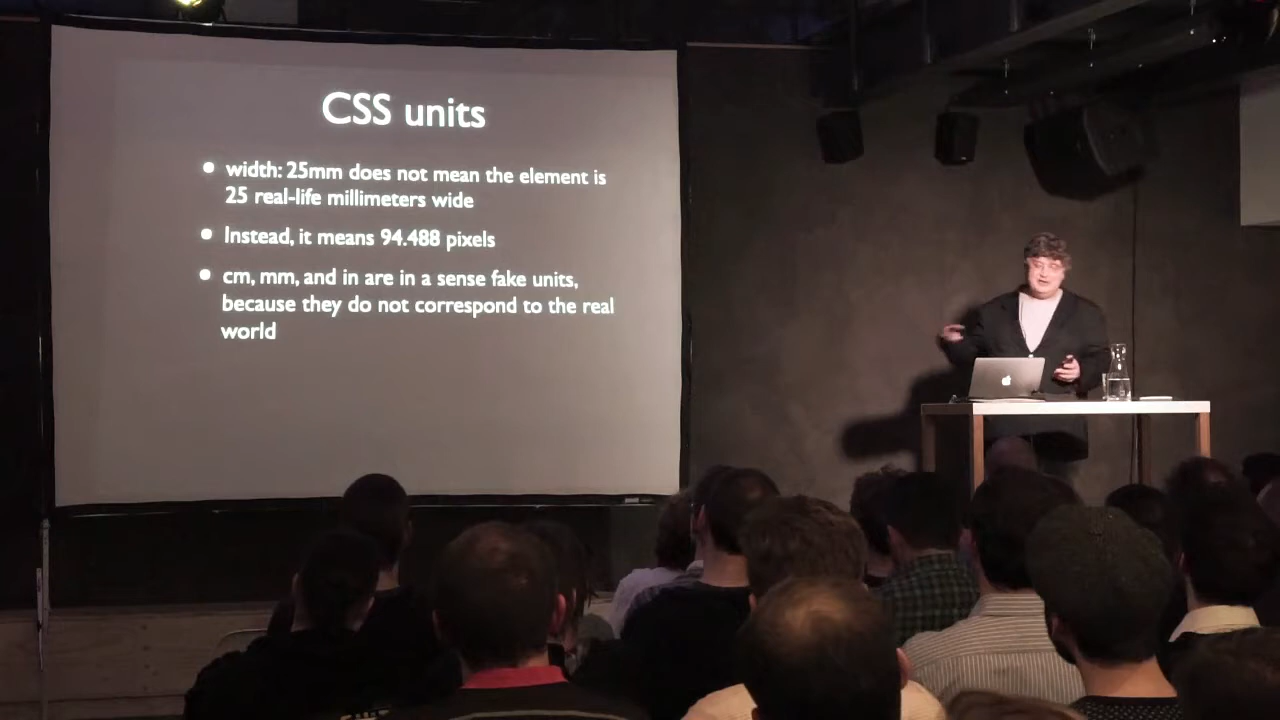 CSS units
width: 25mm does not mean the element is
25 real-life millimeters wide
Instead, it means 94.488 pixels
cm, mm, and in are in a sense fake units,
because they do not correspond to the real
world